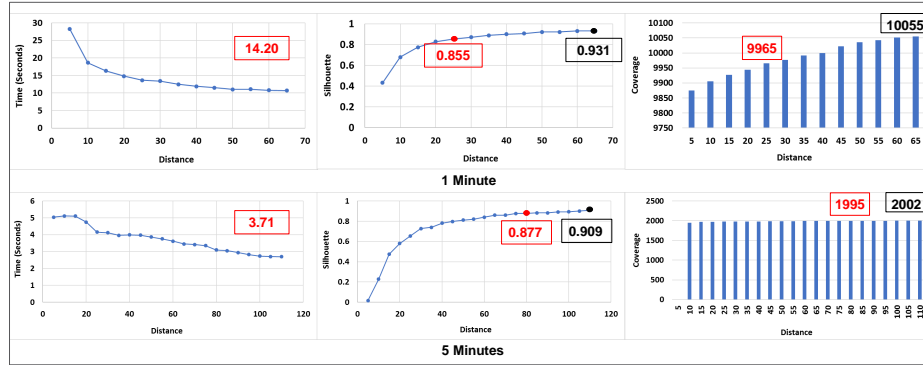 Time (Seconds)
30
25
20
15
10
5
0
0 10 20 30 40 50 60 70
Distance
14.20
Silhouette
1
0.8
0.6
0.4
0.2
0
0 10 20 30 40 50 60 70
Distance
0.855
0.931
Coverage
10100
10050
10000
9950
9900
9850
9800
9750
5 10 15 20 25 30 35 40 45 50 55 60 65
Distance
9965
10055
1 Minute
Time (Seconds)
6
5
4
3
2
1
0
0 20 40 60 80 100 120
Distance
3.71
Silhouette
1
0.8
0.6
0.4
0.2
0
0 20 40 60 80 100 120
Distance
0.877
0.909
Coverage
2500
2000
1500
1000
500
0
5 10 15 20 25 30 35 40 45 50 55 60 65 70 75 80 85 90 95 100 105 110
Distance
1995
2002
5 Minutes